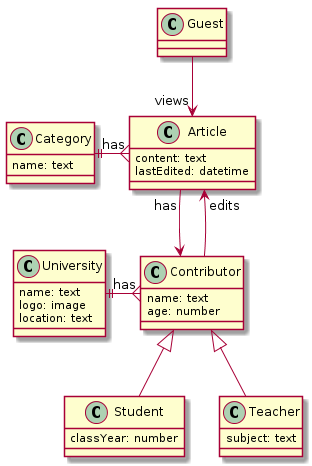 C Guest
views
C Category
name: text
has
C Article
content: text
lastEdited: datetime
has
edits
C University
name: text
logo: image
location: text
has
C Contributor
name: text
age: number
C Student
classYear: number
C Teacher
subject: text